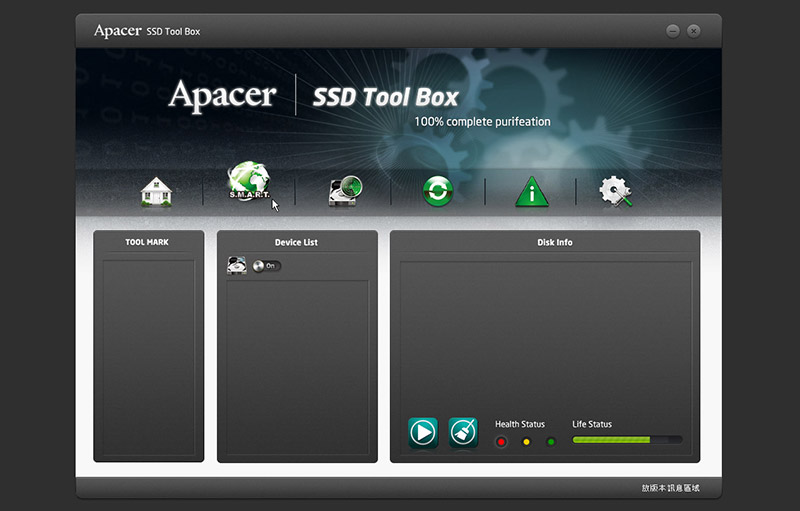 Apacer SSD Tool Box
Apacer SSD Tool Box
100% complete purifeation
S.M.A.R.T.
TOOL MARK
Device List
Disk Info
On
Health Status
Life Status
放版本訊息區域